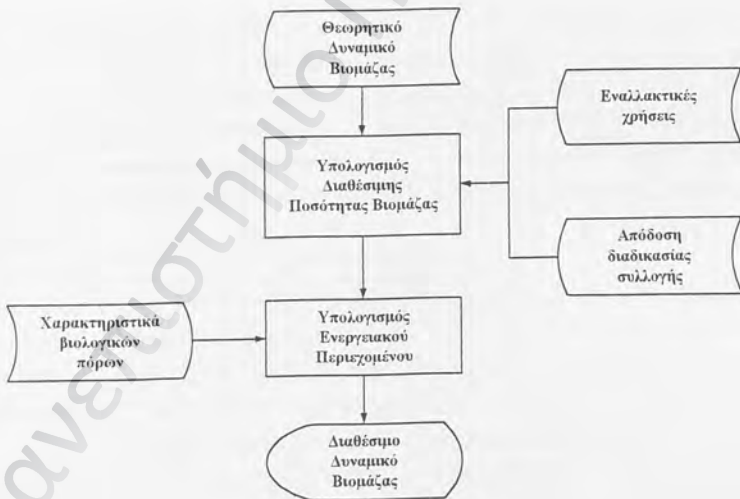 Θεωρητικό
Δυναμικό
Βιομάζας
Εναλλακτικές
χρήσεις
Υπολογισμός
Διαθέσιμης
Ποσότητας Βιομάζας
Απόδοση
διαδικασίας
συλλογής
Χαρακτηριστικά
βιολογικών
πόρων
Υπολογισμός
Ενεργειακού
Περιεχομένου
Διαθέσιμο
Δυναμικό
Βιομάζας
ανεπιστήμιο